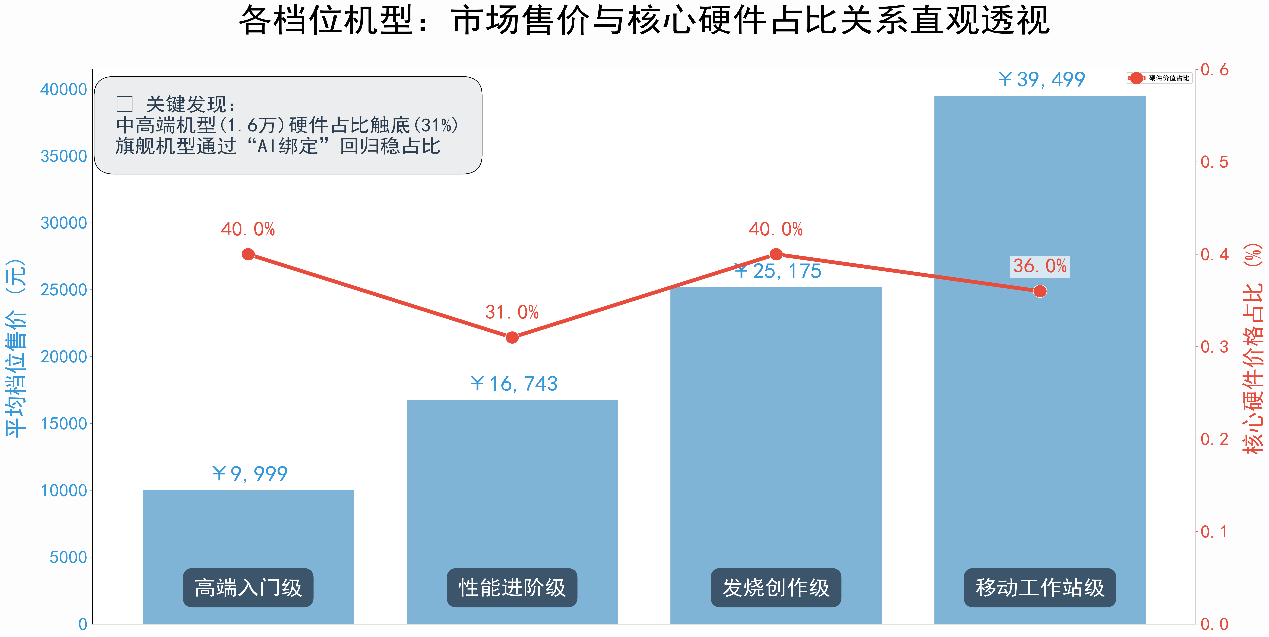 各档位机型：市场售价与核心硬件占比关系直观透视
关键发现：
中高端机型(1.6万)硬件占比触底(31%)
旗舰机型通过“AI绑定”回归稳占比
硬件价值占比
平均档位售价（元）
40000
35000
30000
25000
20000
15000
10000
5000
0
核心硬件价格占比（%）
0.6
0.5
0.4
0.3
0.2
0.1
0.0
40.0%
31.0%
40.0%
36.0%
￥9,999
￥16,743
￥25,175
￥39,499
高端入门级
性能进阶级
发烧创作级
移动工作站级